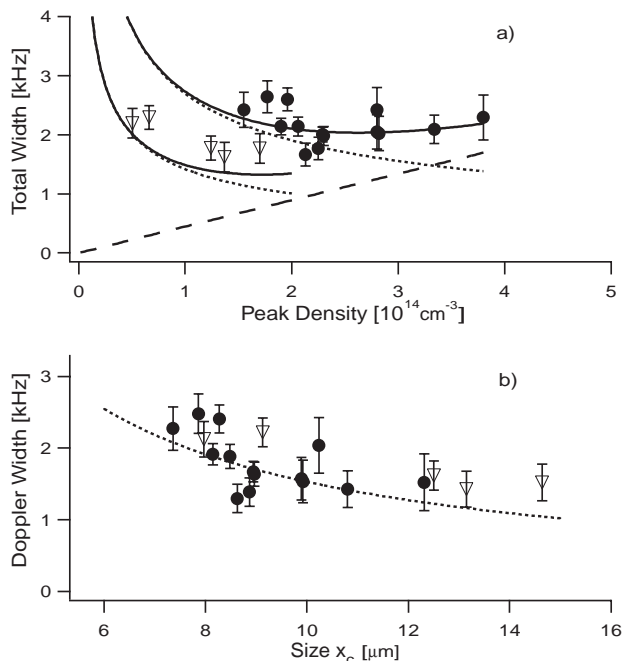 4
a)
3
2
1
0
Total Width [kHz]
0 1 2 3 4 5
Peak Density [10¹⁴cm⁻³]
3
b)
2
1
0
Doppler Width [kHz]
6 8 10 12 14 16
Size x_c [μm]